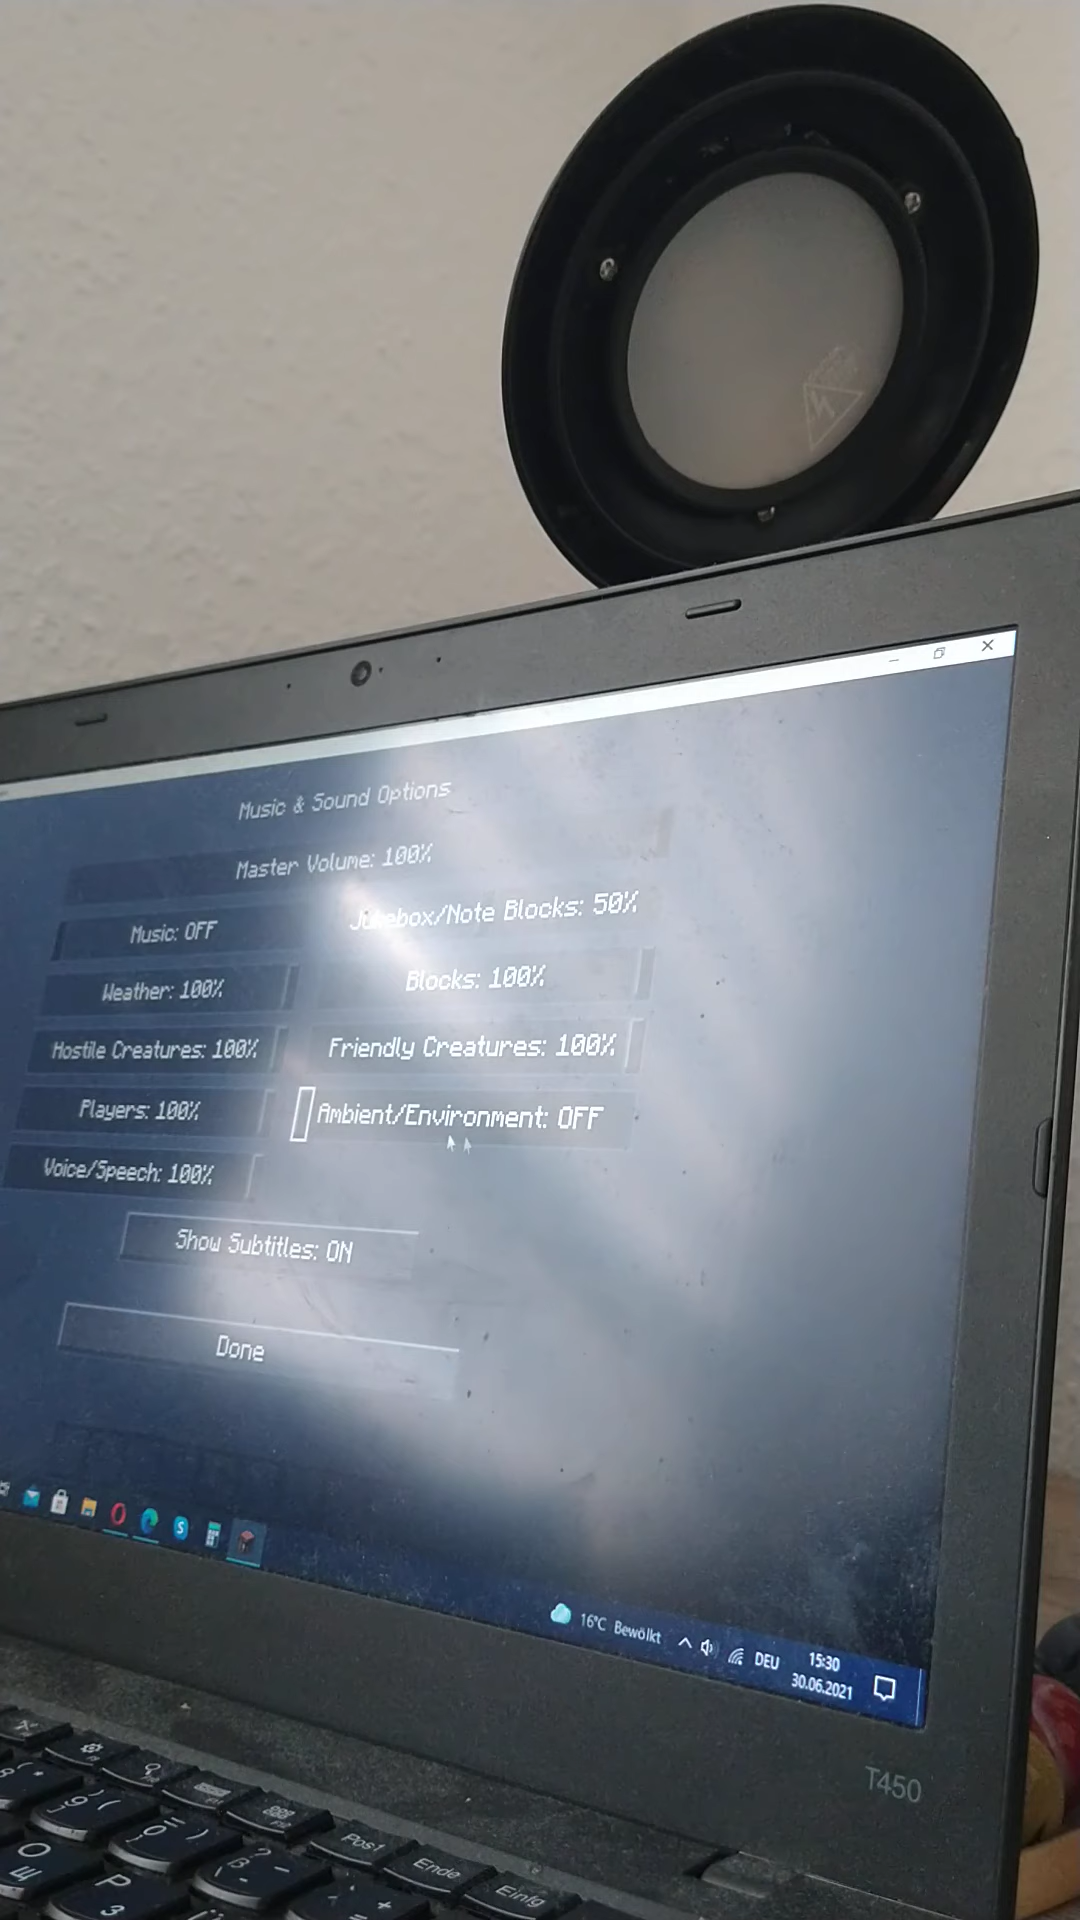 Music & Sound Options
Master Volume: 100%
Music: OFF
Jukebox/Note Blocks: 50%
Weather: 100%
Blocks: 100%
Hostile Creatures: 100%
Friendly Creatures: 100%
Players: 100%
Ambient/Environment: OFF
Voice/Speech: 100%
Show Subtitles: ON
Done
16°C Bewölkt
DEU
15:30
30.06.2021
T450
Pos1
Ende
Einfg